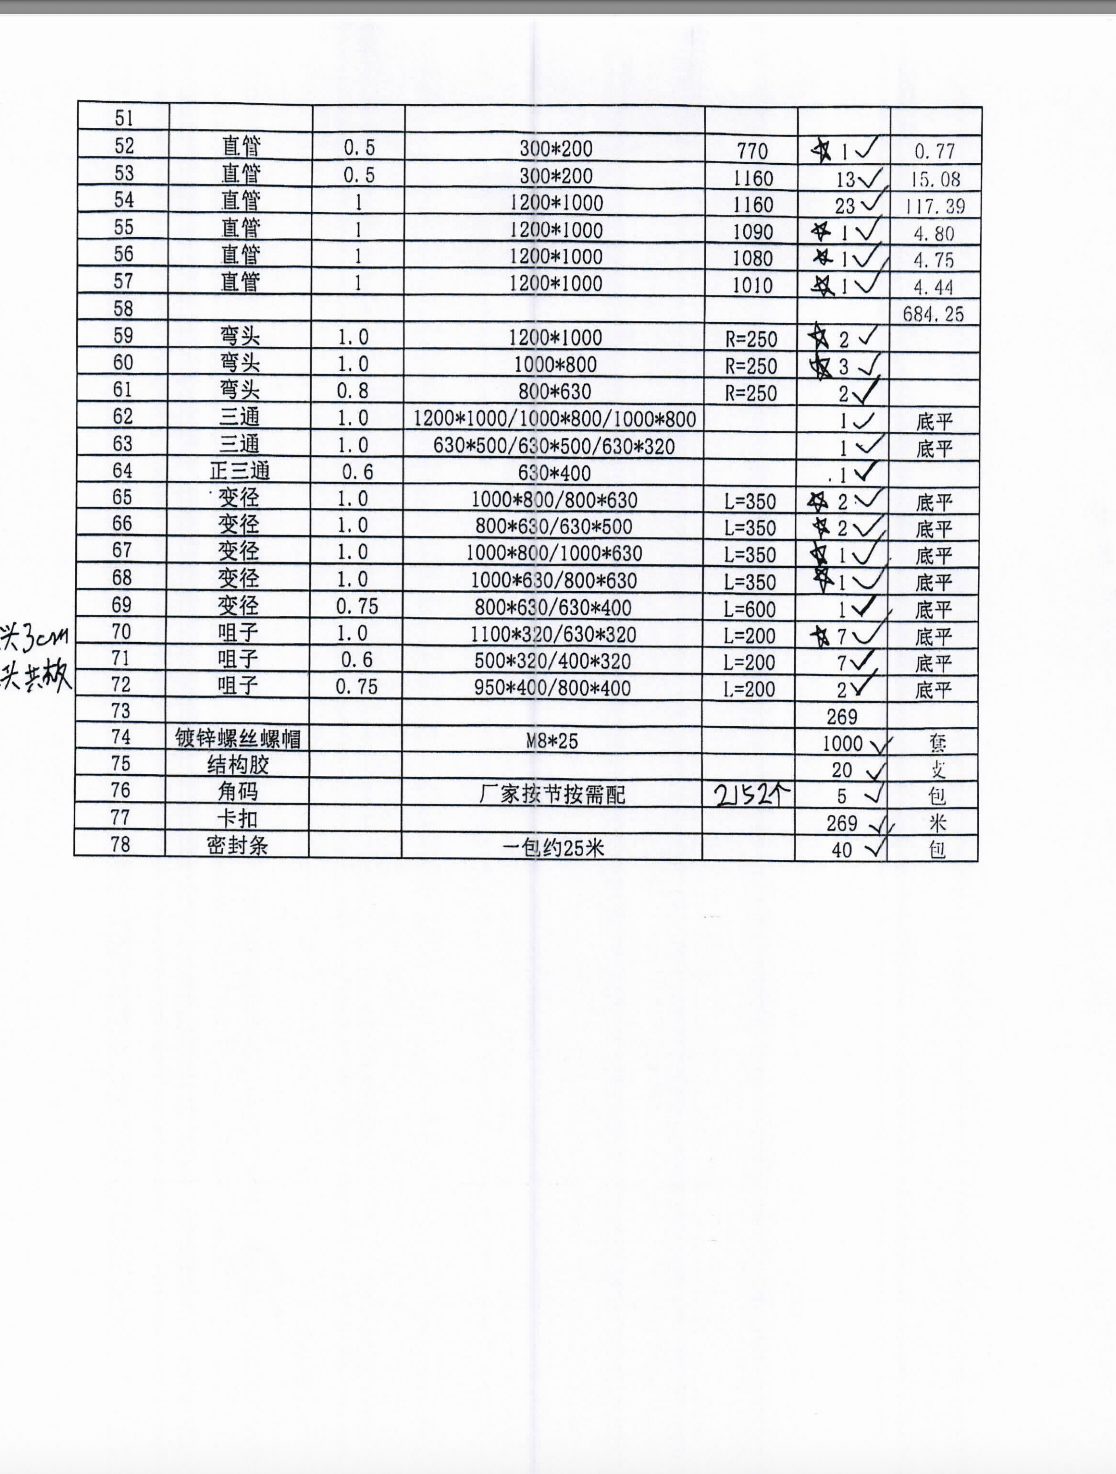 51
52 直管 0.5 300*200 770 ☆ 1 ✓ 0.77
53 直管 0.5 300*200 1160 13 ✓ 15.08
54 直管 1 1200*1000 1160 23 ✓ 117.39
55 直管 1 1200*1000 1090 ☆ 1 ✓ 4.80
56 直管 1 1200*1000 1080 ☆ 1 ✓ 4.75
57 直管 1 1200*1000 1010 ☆ 1 ✓ 4.44
58 684.25
59 弯头 1.0 1200*1000 R=250 ☆ 2 ✓
60 弯头 1.0 1000*800 R=250 ☆ 3 ✓
61 弯头 0.8 800*630 R=250 2 ✓
62 三通 1.0 1200*1000/1000*800/1000*800 1 ✓ 底平
63 三通 1.0 630*500/630*500/630*320 1 ✓ 底平
64 正三通 0.6 630*400 1 ✓
65 变径 1.0 1000*800/800*630 L=350 ☆ 2 ✓ 底平
66 变径 1.0 800*630/630*500 L=350 ☆ 2 ✓ 底平
67 变径 1.0 1000*800/1000*630 L=350 ☆ 1 ✓ 底平
68 变径 1.0 1000*630/800*630 L=350 ☆ 1 ✓ 底平
69 变径 0.75 800*630/630*400 L=600 1 ✓ 底平
3cm
70 咀子 1.0 1100*320/630*320 L=200 ☆ 7 ✓ 底平
71 咀子 0.6 500*320/400*320 L=200 7 ✓ 底平
头共板
72 咀子 0.75 950*400/800*400 L=200 2 ✓ 底平
73 269
74 镀锌螺丝螺帽 M8*25 1000 ✓ 套
75 结构胶 20 ✓ 支
76 角码 厂家按节按需配 2152个 5 ✓ 包
77 卡扣 269 ✓ 米
78 密封条 一包约25米 40 ✓ 包